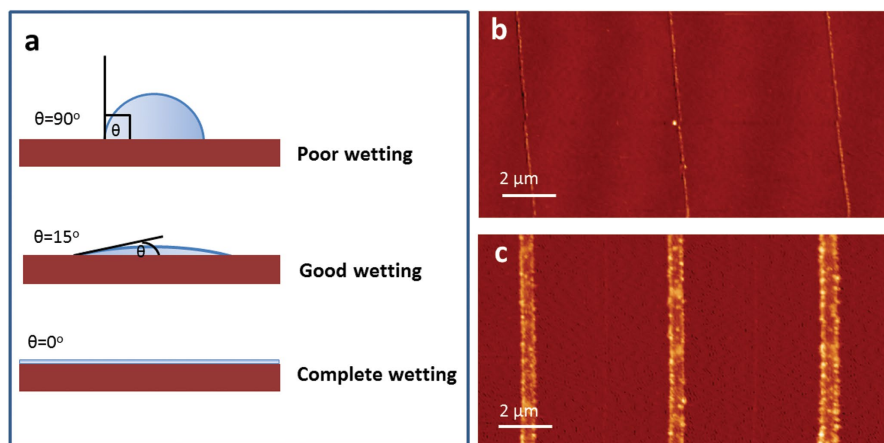 a
θ=90°
θ
Poor wetting
θ=15°
θ
Good wetting
θ=0°
Complete wetting
b
2 µm
c
2 µm